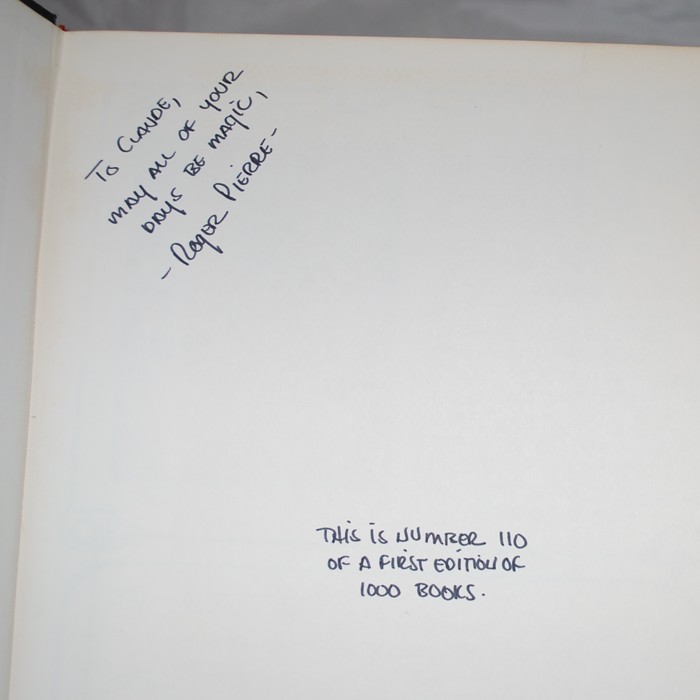 To CLAUDE,
MAY ALL OF YOUR
DAYS BE MAGIC,
- ROGER PIERRE -
THIS IS NUMBER 110
OF A FIRST EDITION OF
1000 BOOKS.